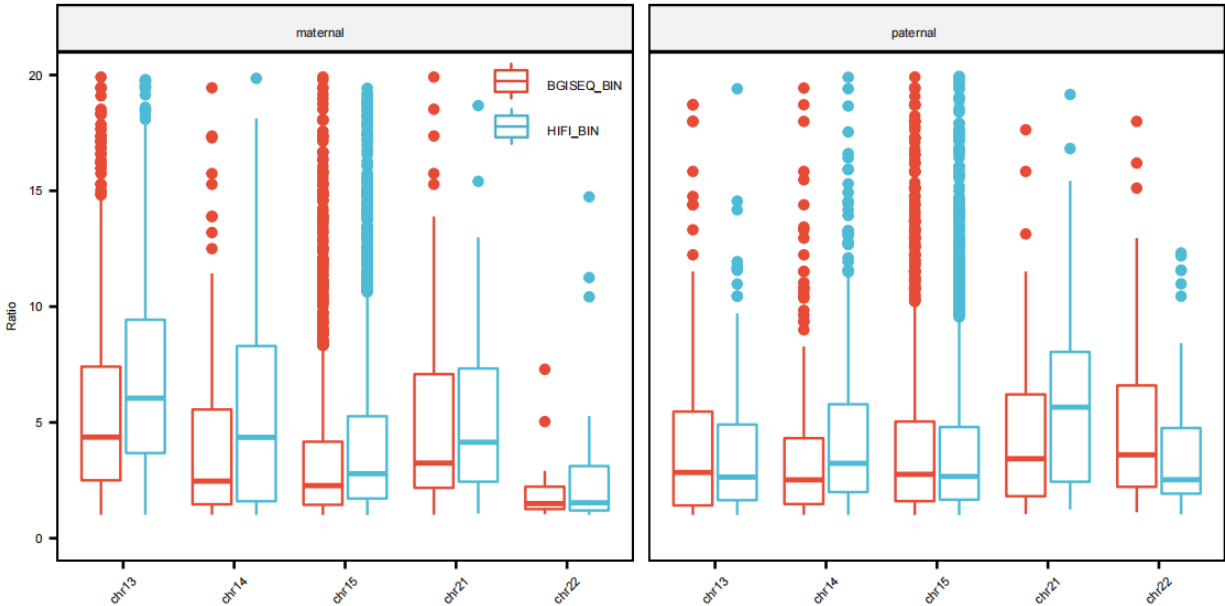 maternal
paternal
BGISEQ_BIN
HIFI_BIN
Ratio
20
15
10
5
0
chr13
chr14
chr15
chr21
chr22
chr13
chr14
chr15
chr21
chr22